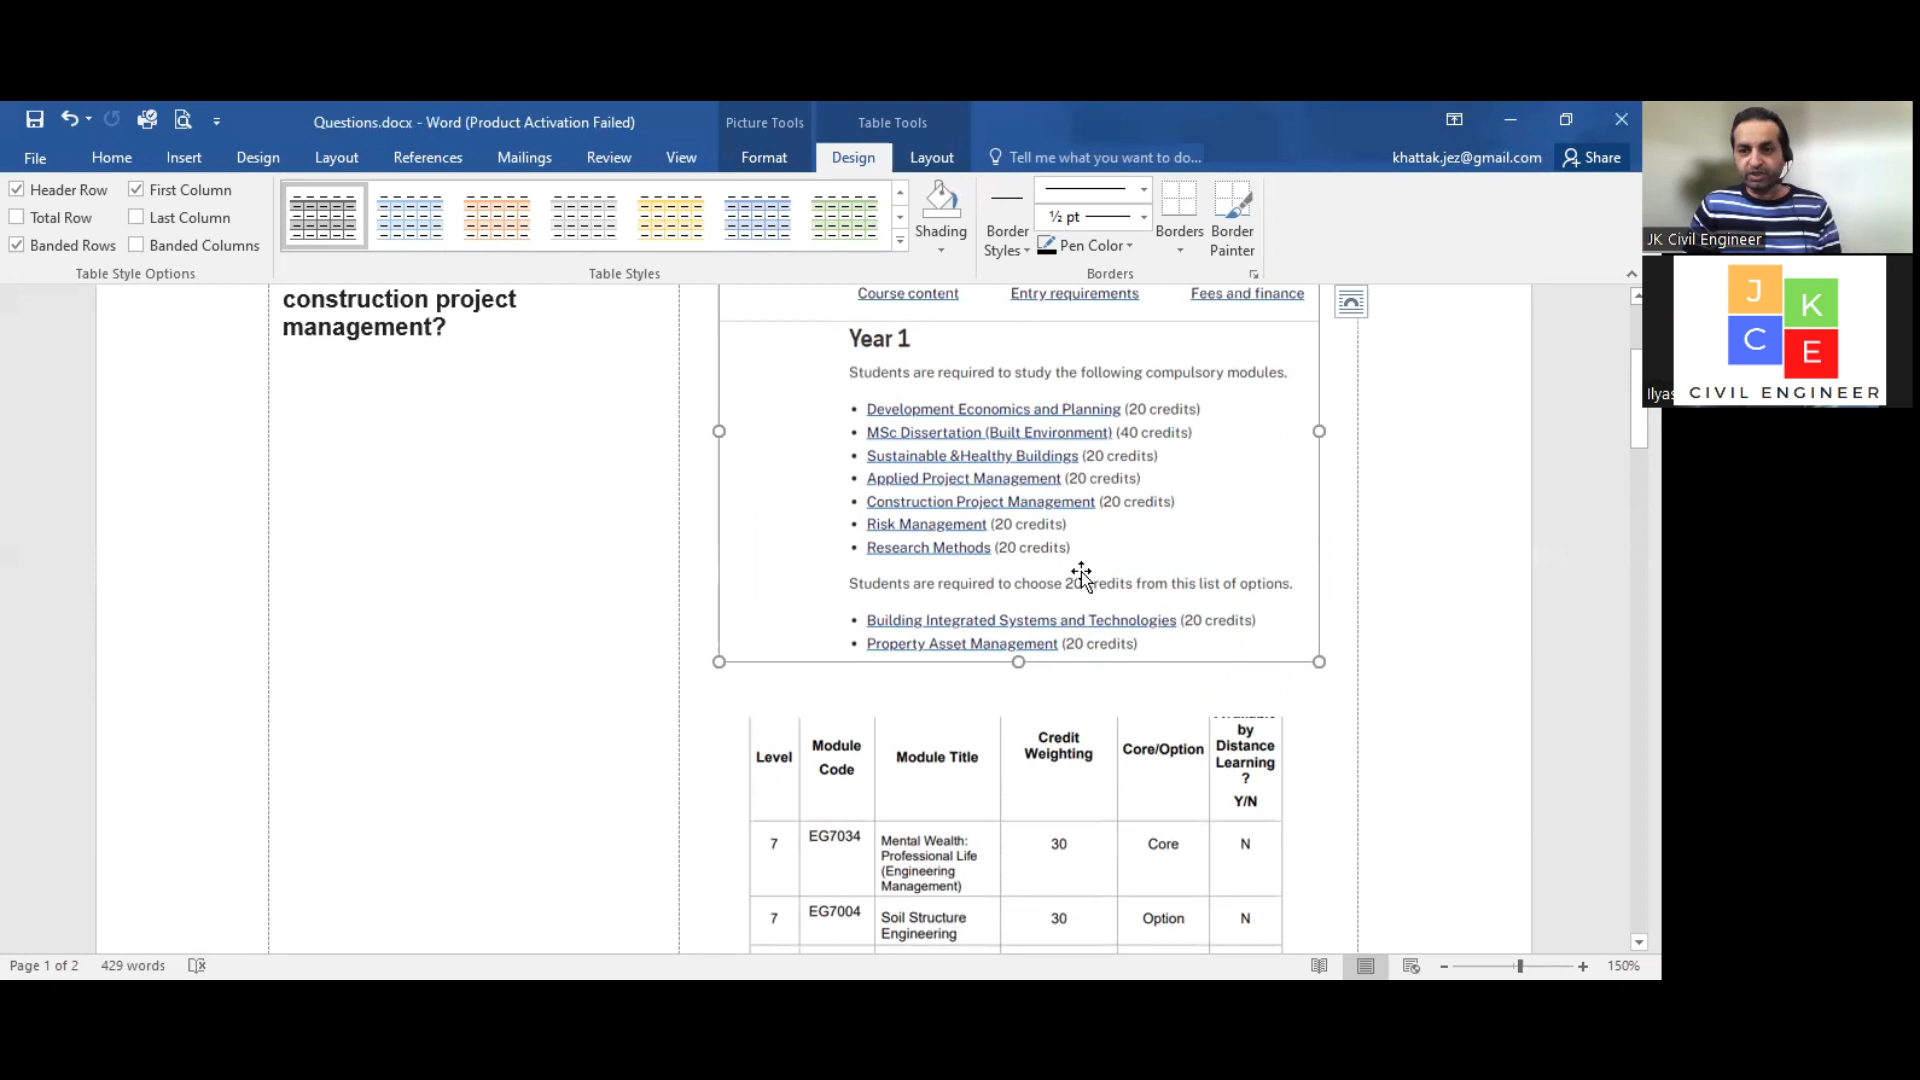 Questions.docx - Word (Product Activation Failed)
Picture Tools
Table Tools
File
Home
Insert
Design
Layout
References
Mailings
Review
View
Format
Design
Layout
Tell me what you want to do...
khattak.jez@gmail.com
Share
Header Row
First Column
Total Row
Last Column
Banded Rows
Banded Columns
Table Style Options
Table Styles
Shading
Border
Styles
½ pt
Pen Color
Borders
Border
Painter
Borders
JK Civil Engineer
J
K
C
E
CIVIL ENGINEER
Ilyas
construction project
management?
Course content
Entry requirements
Fees and finance
Year 1
Students are required to study the following compulsory modules.
• Development Economics and Planning (20 credits)
• MSc Dissertation (Built Environment) (40 credits)
• Sustainable &Healthy Buildings (20 credits)
• Applied Project Management (20 credits)
• Construction Project Management (20 credits)
• Risk Management (20 credits)
• Research Methods (20 credits)
Students are required to choose 20 credits from this list of options.
• Building Integrated Systems and Technologies (20 credits)
• Property Asset Management (20 credits)
Level
Module
Code
Module Title
Credit
Weighting
Core/Option
by
Distance
Learning
?
Y/N
7
EG7034
Mental Wealth:
Professional Life
(Engineering
Management)
30
Core
N
7
EG7004
Soil Structure
Engineering
30
Option
N
Page 1 of 2
429 words
150%